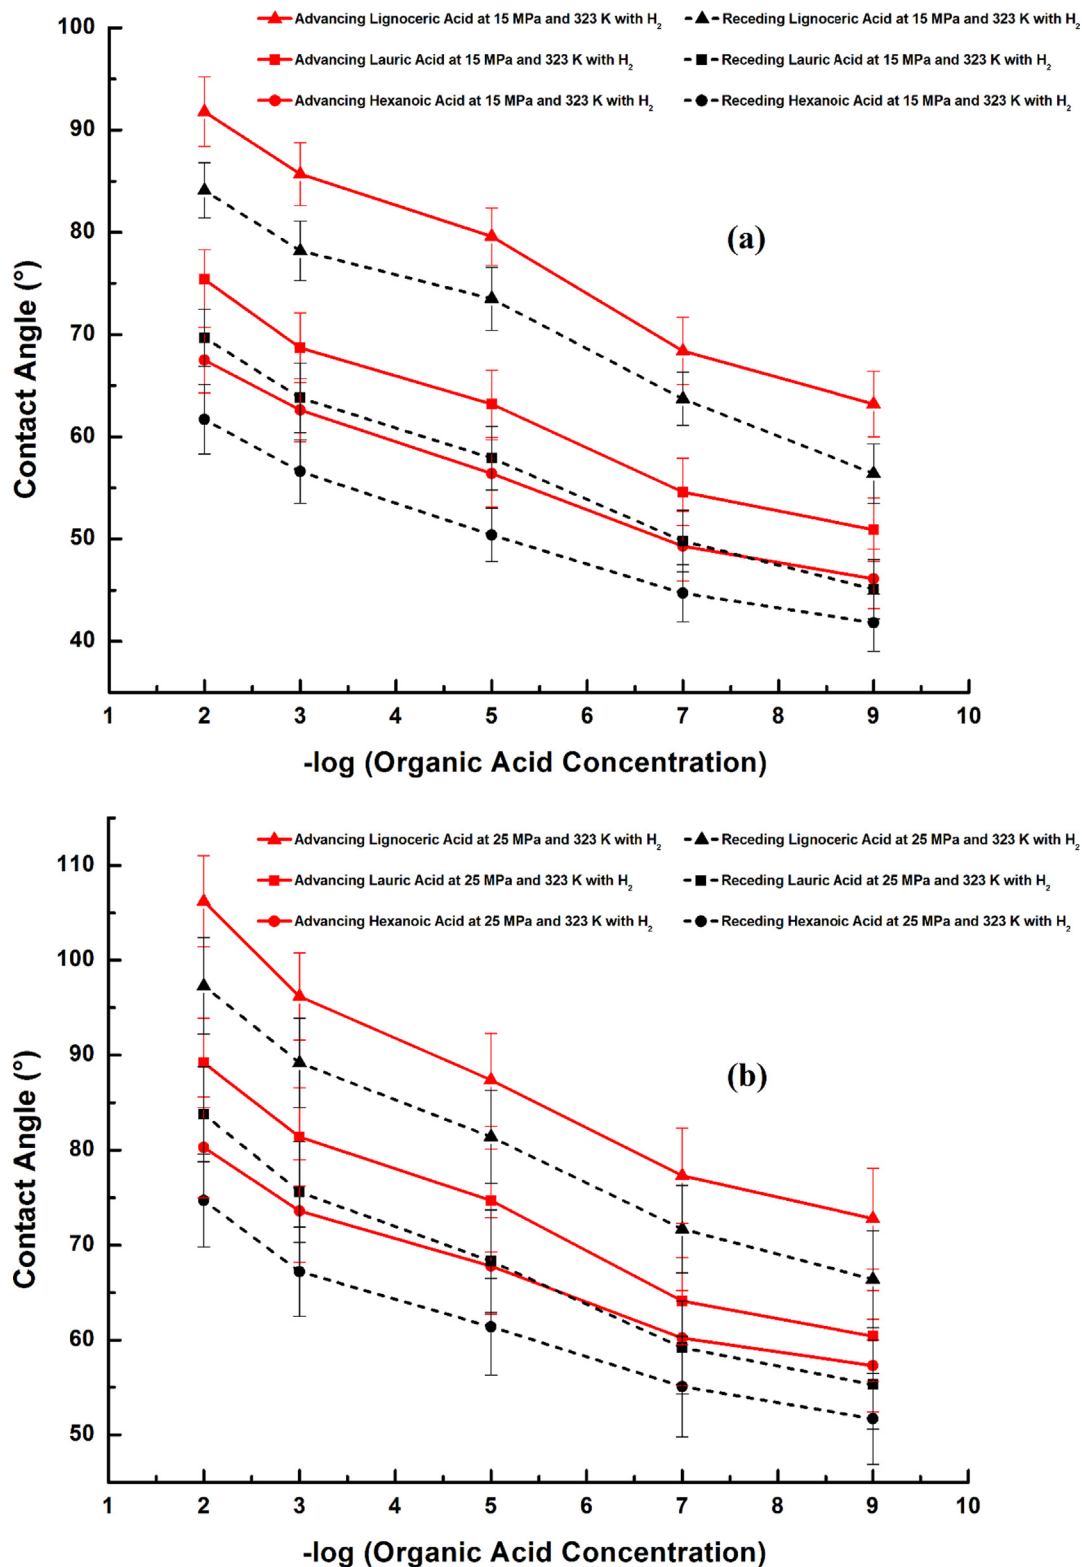 Advancing Lignoceric Acid at 15 MPa and 323 K with H₂
Receding Lignoceric Acid at 15 MPa and 323 K with H₂
Advancing Lauric Acid at 15 MPa and 323 K with H₂
Receding Lauric Acid at 15 MPa and 323 K with H₂
Advancing Hexanoic Acid at 15 MPa and 323 K with H₂
Receding Hexanoic Acid at 15 MPa and 323 K with H₂
(a)
Contact Angle (°)
100
90
80
70
60
50
40
1 2 3 4 5 6 7 8 9 10
-log (Organic Acid Concentration)
Advancing Lignoceric Acid at 25 MPa and 323 K with H₂
Receding Lignoceric Acid at 25 MPa and 323 K with H₂
Advancing Lauric Acid at 25 MPa and 323 K with H₂
Receding Lauric Acid at 25 MPa and 323 K with H₂
Advancing Hexanoic Acid at 25 MPa and 323 K with H₂
Receding Hexanoic Acid at 25 MPa and 323 K with H₂
(b)
Contact Angle (°)
110
100
90
80
70
60
50
1 2 3 4 5 6 7 8 9 10
-log (Organic Acid Concentration)